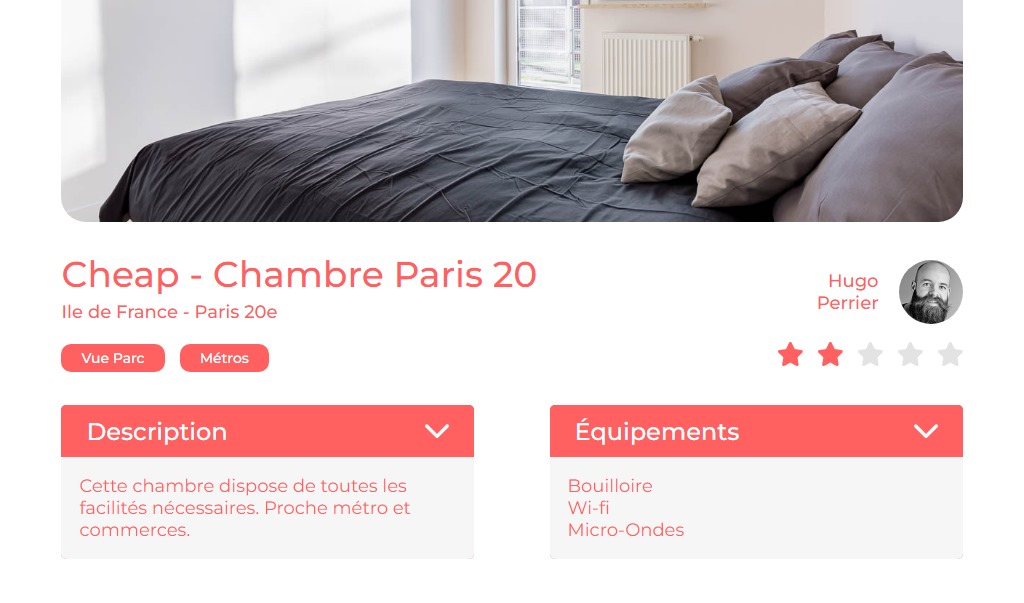 Cheap - Chambre Paris 20
Ile de France - Paris 20e
Hugo
Perrier
Vue Parc
Métros
Description
Cette chambre dispose de toutes les
facilités nécessaires. Proche métro et
commerces.
Équipements
Bouilloire
Wi-fi
Micro-Ondes